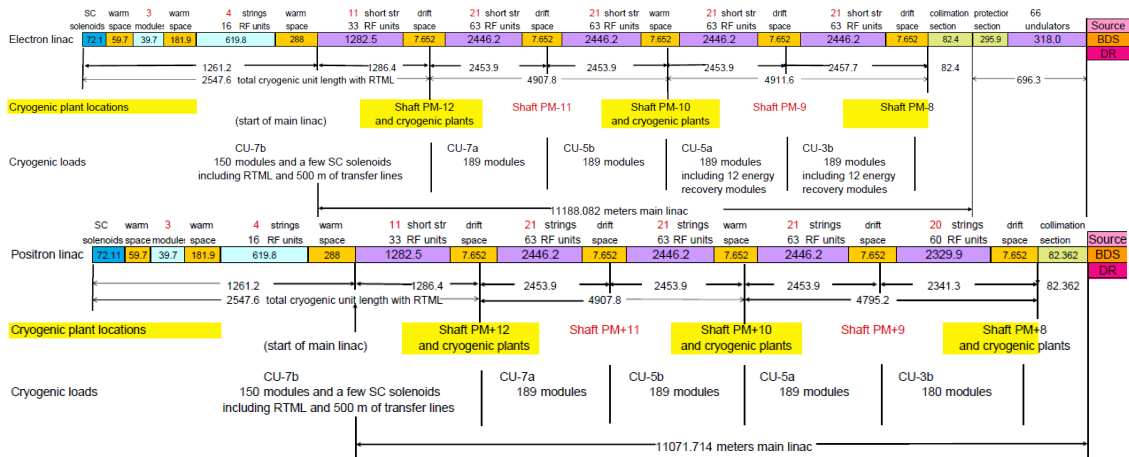 SC warm 3 warm 4 strings warm 11 short str drift 21 short str drift 21 short str warm 21 short str drift 21 short str drift collimation protection 66
solenoids space modules space 16 RF units space 33 RF units space 63 RF units space 63 RF units space 63 RF units space 63 RF units space section section undulators Source
Electron linac 72.1 59.7 39.7 181.9 619.8 288 1282.5 7.652 2446.2 7.652 2446.2 7.652 2446.2 7.652 2446.2 7.652 82.4 295.9 318.0 BDS
DR
1261.2 1286.4 2453.9 2453.9 2453.9 2457.7 82.4
2547.6 total cryogenic unit length with RTML 4907.8 4911.6 696.3
Cryogenic plant locations Shaft PM-12 Shaft PM-11 Shaft PM-10 Shaft PM-9 Shaft PM-8
(start of main linac) and cryogenic plants and cryogenic plants
CU-7b CU-7a CU-5b CU-5a CU-3b
Cryogenic loads 150 modules and a few SC solenoids 189 modules 189 modules 189 modules 189 modules
including RTML and 500 m of transfer lines including 12 energy including 12 energy
recovery modules recovery modules
11188.082 meters main linac
SC warm 3 warm 4 strings warm 11 short str drift 21 strings drift 21 strings warm 21 strings drift 20 strings drift collimation
solenoids space modules space 16 RF units space 33 RF units space 63 RF units space 63 RF units space 63 RF units space 60 RF units space section Source
Positron linac 72.11 59.7 39.7 181.9 619.8 288 1282.5 7.652 2446.2 7.652 2446.2 7.652 2446.2 7.652 2329.9 7.652 82.362 BDS
DR
1261.2 1286.4 2453.9 2453.9 2453.9 2341.3 82.362
2547.6 total cryogenic unit length with RTML 4907.8 4795.2
Cryogenic plant locations Shaft PM+12 Shaft PM+11 Shaft PM+10 Shaft PM+9 Shaft PM+8
(start of main linac) and cryogenic plants and cryogenic plants and cryogenic plants
CU-7b CU-7a CU-5b CU-5a CU-3b
Cryogenic loads 150 modules and a few SC solenoids 189 modules 189 modules 189 modules 180 modules
including RTML and 500 m of transfer lines
11071.714 meters main linac